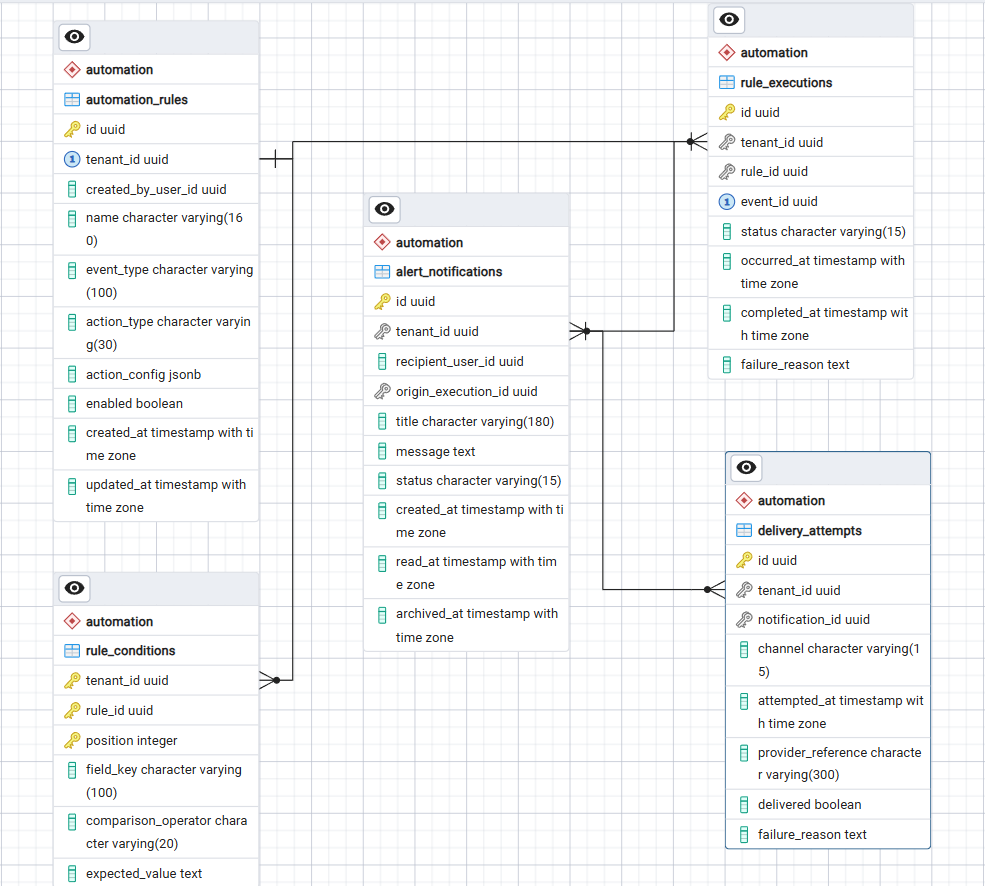 automation
automation_rules
id uuid
1
tenant_id uuid
created_by_user_id uuid
name character varying(16
0)
event_type character varying
(100)
action_type character varyin
g(30)
action_config jsonb
enabled boolean
created_at timestamp with ti
me zone
updated_at timestamp with
time zone
automation
rule_conditions
tenant_id uuid
rule_id uuid
position integer
field_key character varying
(100)
comparison_operator chara
cter varying(20)
expected_value text
automation
alert_notifications
id uuid
tenant_id uuid
recipient_user_id uuid
origin_execution_id uuid
title character varying(180)
message text
status character varying(15)
created_at timestamp with ti
me zone
read_at timestamp with tim
e zone
archived_at timestamp with
time zone
automation
rule_executions
id uuid
tenant_id uuid
rule_id uuid
1
event_id uuid
status character varying(15)
occurred_at timestamp with
time zone
completed_at timestamp wit
h time zone
failure_reason text
automation
delivery_attempts
id uuid
tenant_id uuid
notification_id uuid
channel character varying(1
5)
attempted_at timestamp wit
h time zone
provider_reference characte
r varying(300)
delivered boolean
failure_reason text